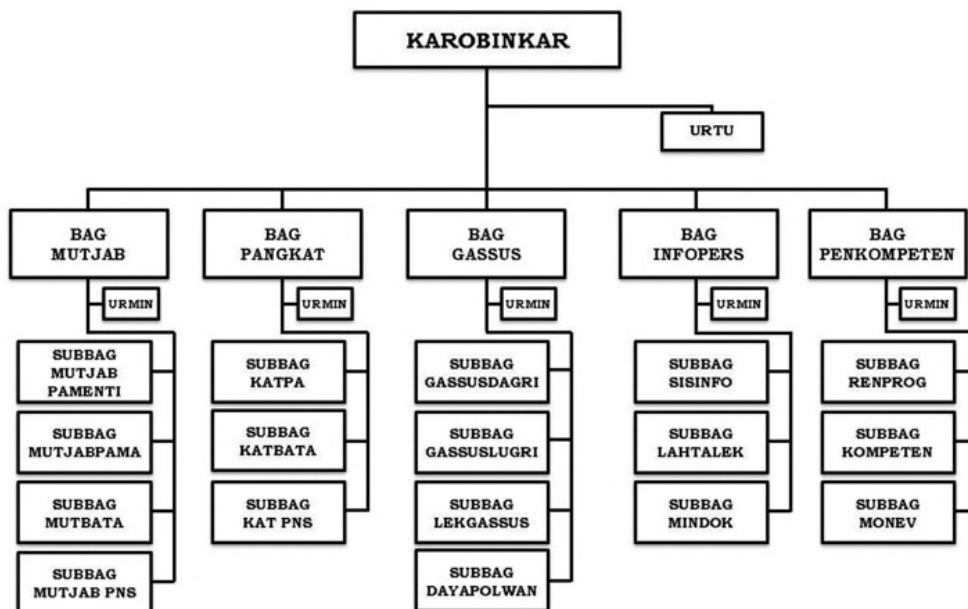 KAROBINKAR
URTU
BAG
MUTJAB
BAG
PANGKAT
BAG
GASSUS
BAG
INFOPERS
BAG
PENKOMPETEN
URMIN
URMIN
URMIN
URMIN
URMIN
SUBBAG
MUTJAB
PAMENTI
SUBBAG
MUTJABPAMA
SUBBAG
MUTBATA
SUBBAG
MUTJAB PNS
SUBBAG
KATPA
SUBBAG
KATBATA
SUBBAG
KAT PNS
SUBBAG
GASSUSDAGRI
SUBBAG
GASSUSLUGRI
SUBBAG
LEKGASSUS
SUBBAG
DAYAPOLWAN
SUBBAG
SISINFO
SUBBAG
LAHTALEK
SUBBAG
MINDOK
SUBBAG
RENPROG
SUBBAG
KOMPETEN
SUBBAG
MONEV